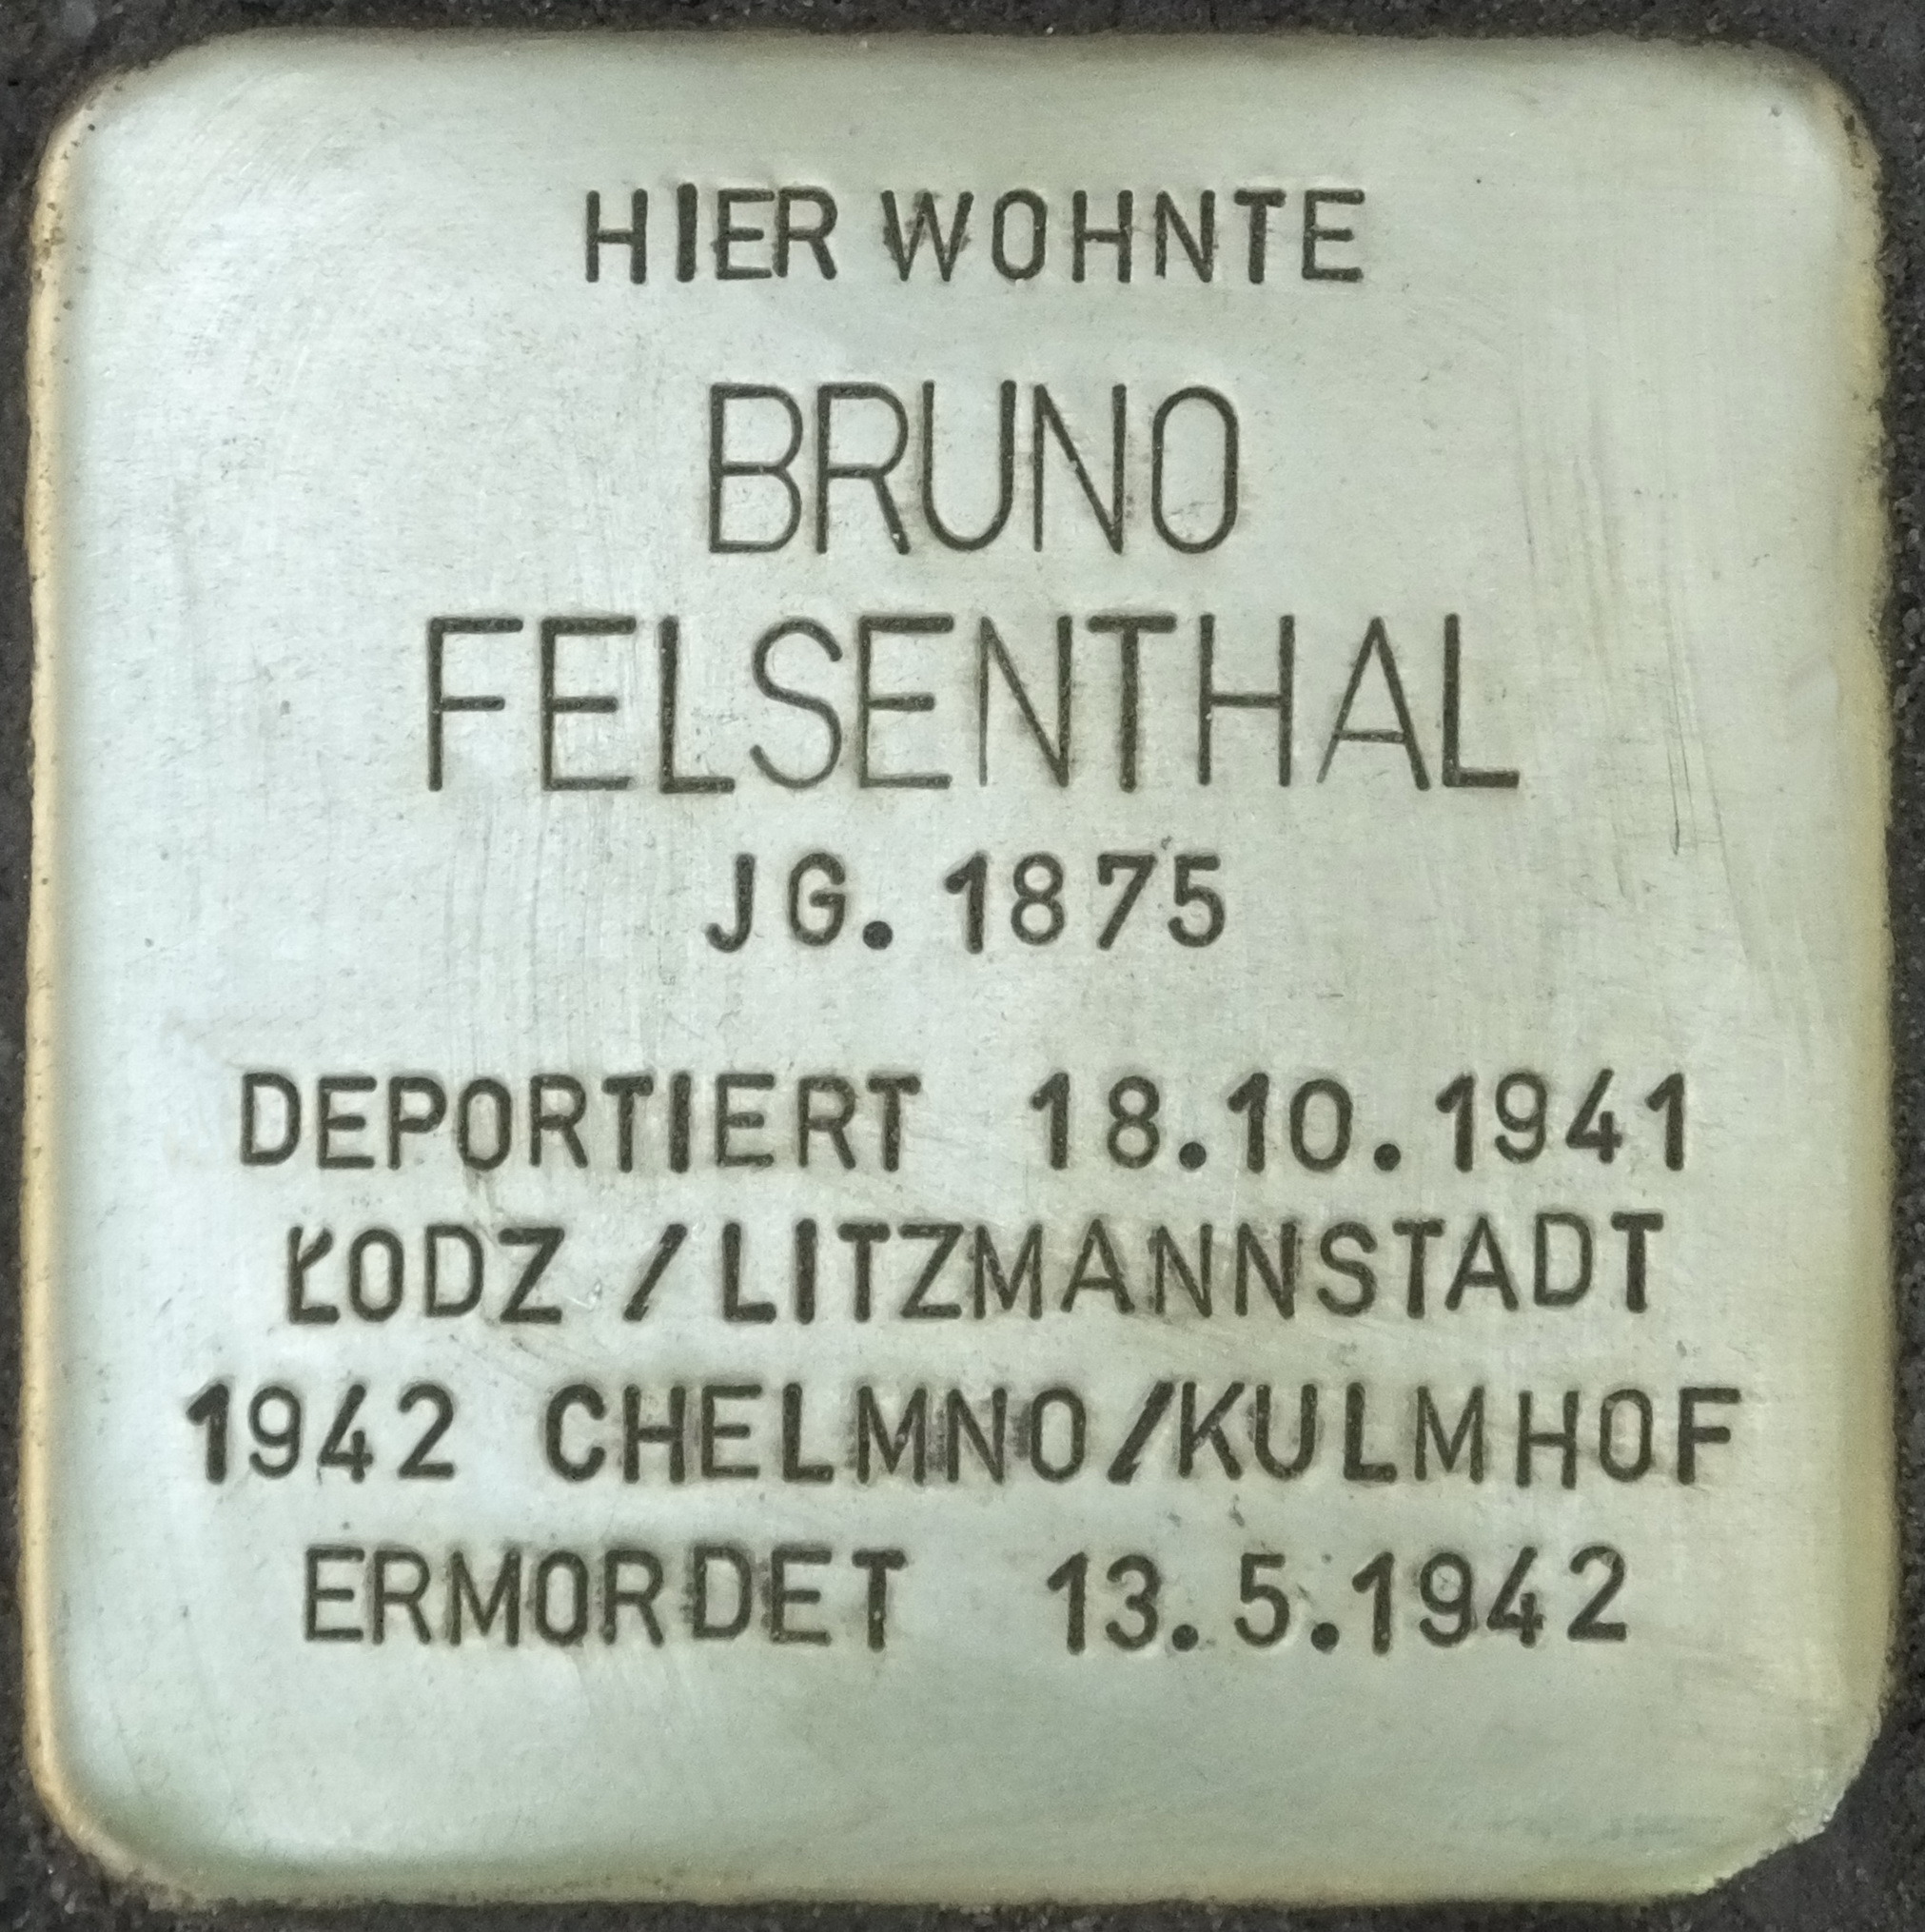 HIER WOHNTE
BRUNO
FELSENTHAL
JG. 1875
DEPORTIERT 18.10.1941
ŁODZ / LITZMANNSTADT
1942 CHELMNO/KULMHOF
ERMORDET 13.5.1942